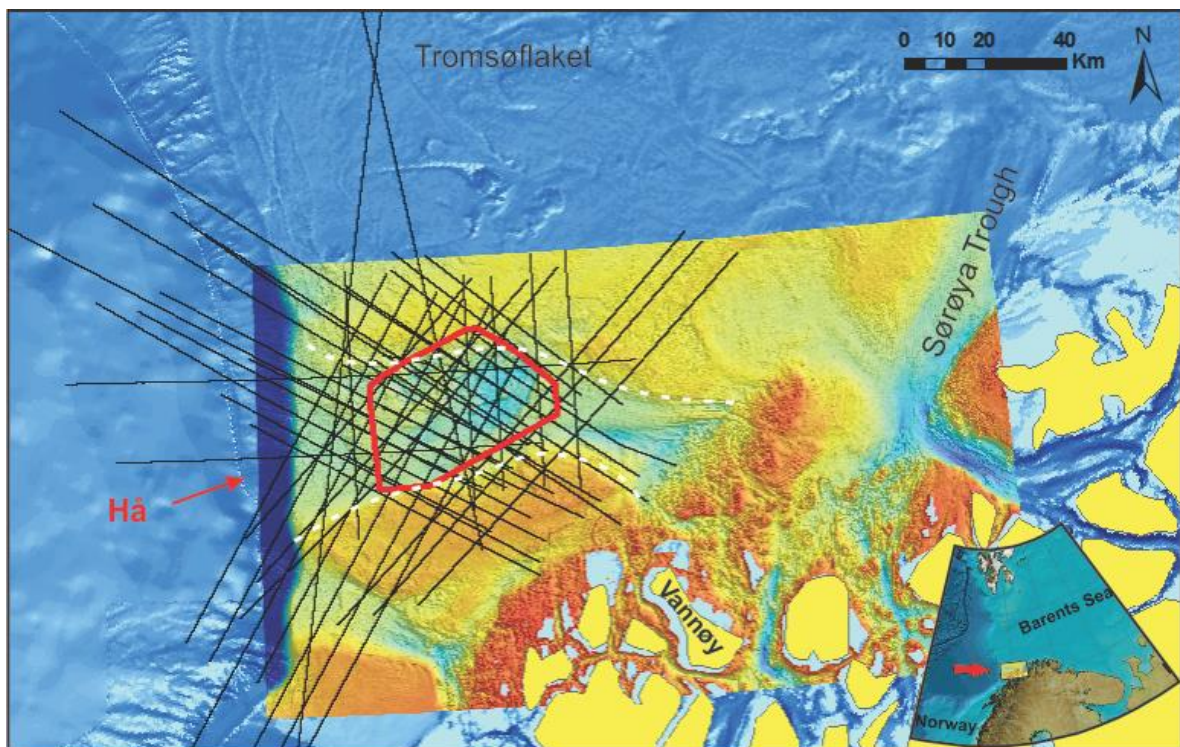 Tromsøflaket
0 10 20 40
Km
N
Sørøya Trough
Hå
Vannøy
Barents Sea
Norway